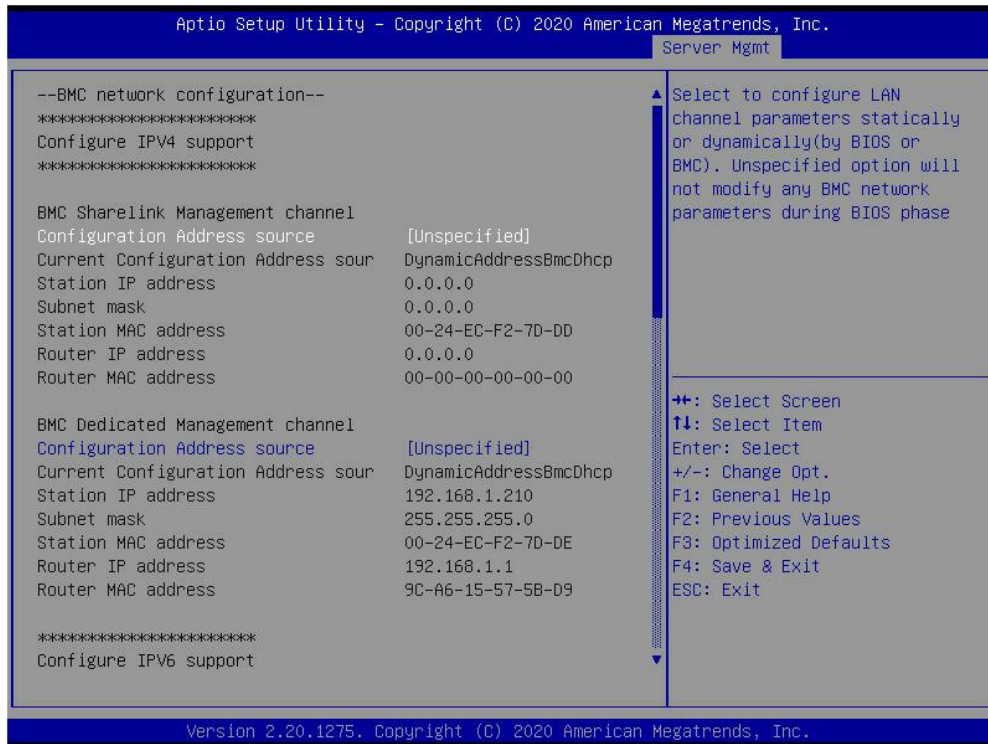 Aptio Setup Utility – Copyright (C) 2020 American Megatrends, Inc.
Server Mgmt
--BMC network configuration--
***********************
Configure IPV4 support
***********************
BMC Sharelink Management channel
Configuration Address source [Unspecified]
Current Configuration Address sour DynamicAddressBmcDhcp
Station IP address 0.0.0.0
Subnet mask 0.0.0.0
Station MAC address 00-24-EC-F2-7D-DD
Router IP address 0.0.0.0
Router MAC address 00-00-00-00-00-00
BMC Dedicated Management channel
Configuration Address source [Unspecified]
Current Configuration Address sour DynamicAddressBmcDhcp
Station IP address 192.168.1.210
Subnet mask 255.255.255.0
Station MAC address 00-24-EC-F2-7D-DE
Router IP address 192.168.1.1
Router MAC address 9C-A6-15-57-5B-D9
***********************
Configure IPV6 support
Select to configure LAN
channel parameters statically
or dynamically(by BIOS or
BMC). Unspecified option will
not modify any BMC network
parameters during BIOS phase
→←: Select Screen
↑↓: Select Item
Enter: Select
+/-: Change Opt.
F1: General Help
F2: Previous Values
F3: Optimized Defaults
F4: Save & Exit
ESC: Exit
Version 2.20.1275. Copyright (C) 2020 American Megatrends, Inc.